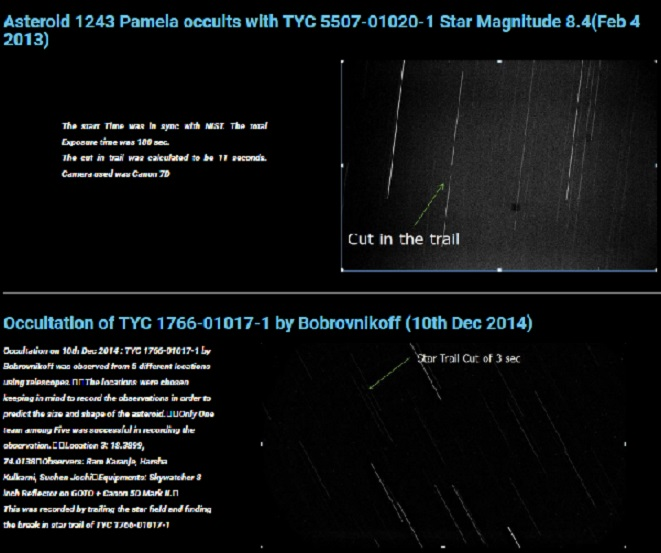 Asteroid 1243 Pamela occults with TYC 5507-01020-1 Star Magnitude 8.4(Feb 4
2013)
The start Time was in sync with NIST. The total
Exposure time was 100 sec.
The cut in trail was calculated to be 11 seconds.
Camera used was Canon 7D
Cut in the trail
Occultation of TYC 1766-01017-1 by Bobrovnikoff (10th Dec 2014)
Occultation on 10th Dec 2014 : TYC 1766-01017-1 by
Bobrovnikoff was observed from 5 different locations
using telescopes. □□ The locations were chosen
keeping in mind to record the observations in order to
predict the size and shape of the asteroid.□□Only One
team among Five was successful in recording the
observation.□□Location 3: 18.3899,
74.0138□Observers: Ram Karanje, Harsha
Kulkarni, Suchen Joshi□Equipments: Skywatcher 8
Inch Reflector on GOTO + Canon 5D Mark II.□
This was recorded by trailing the star field and finding
the break in star trail of TYC 1766-01017-1
Star Trail Cut of 3 sec